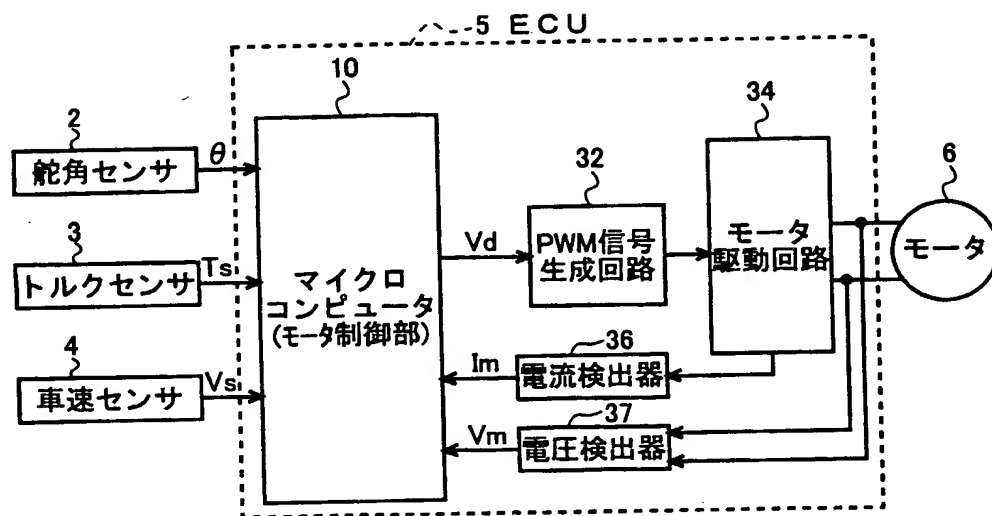 5 ECU
10
2
舵角センサ
θ
3
トルクセンサ
Ts
4
車速センサ
Vs
マイクロ
コンピュータ
(モータ制御部)
Vd
32
PWM信号
生成回路
34
モータ
駆動回路
6
モータ
36
Im
電流検出器
37
Vm
電圧検出器